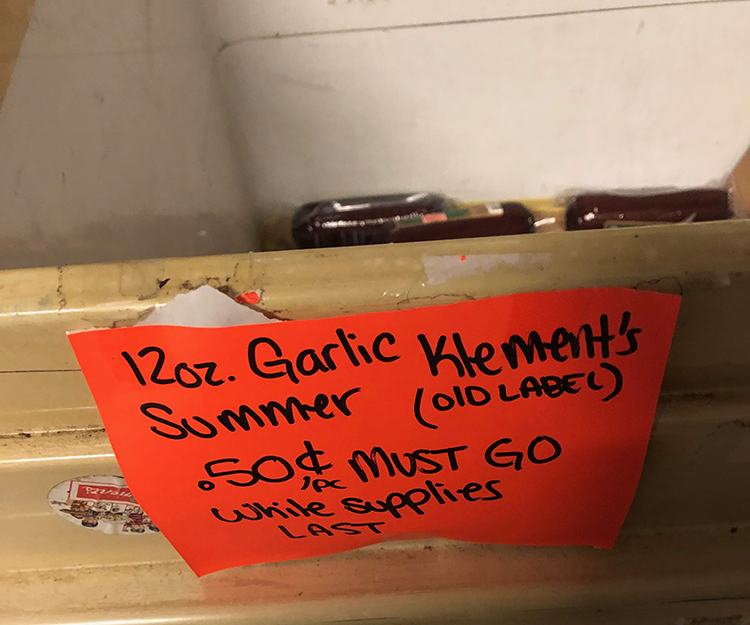 12oz. Garlic Klement's
Summer (OLD LABEL)
.50¢ /pc MUST GO
while supplies
LAST